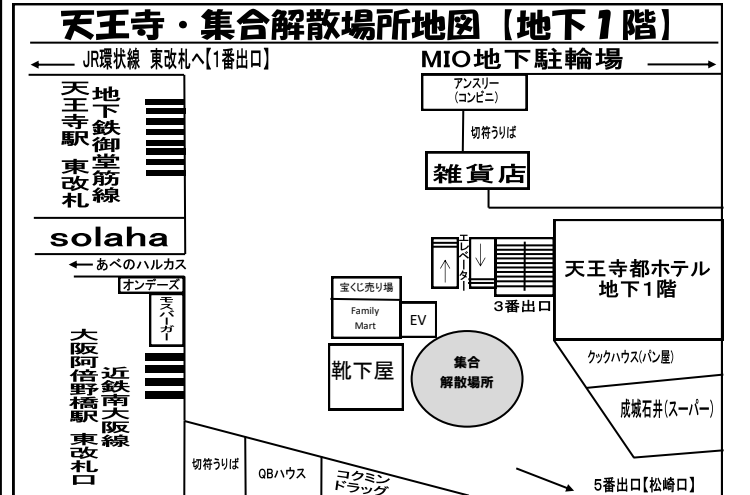 天王寺・集合解散場所地図【地下1階】
JR環状線 東改札へ【1番出口】
MIO地下駐輪場
アンスリー
(コンビニ)
切符うりば
雑貨店
地下鉄御堂筋線
天王寺駅 東改札
solaha
あべのハルカス
オンデーズ
モスバーガー
近鉄南大阪線
大阪阿倍野橋駅 東改札口
エレベーター
3番出口
天王寺都ホテル
地下1階
宝くじ売り場
Family
Mart
EV
靴下屋
集合
解散場所
クックハウス(パン屋)
成城石井(スーパー)
切符うりば
QBハウス
コクミン
ドラッグ
5番出口【松崎口】